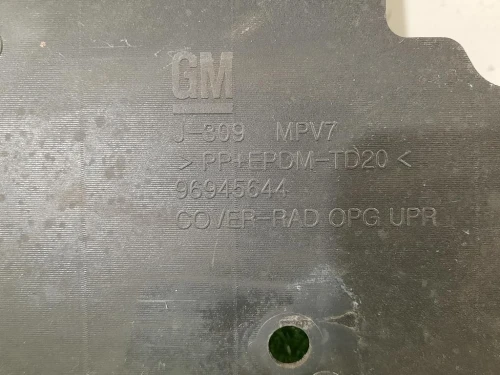 GM
J-309 MPV7
> PP+EPDM-TD20 <
96945644
COVER-RAD OPG UPR